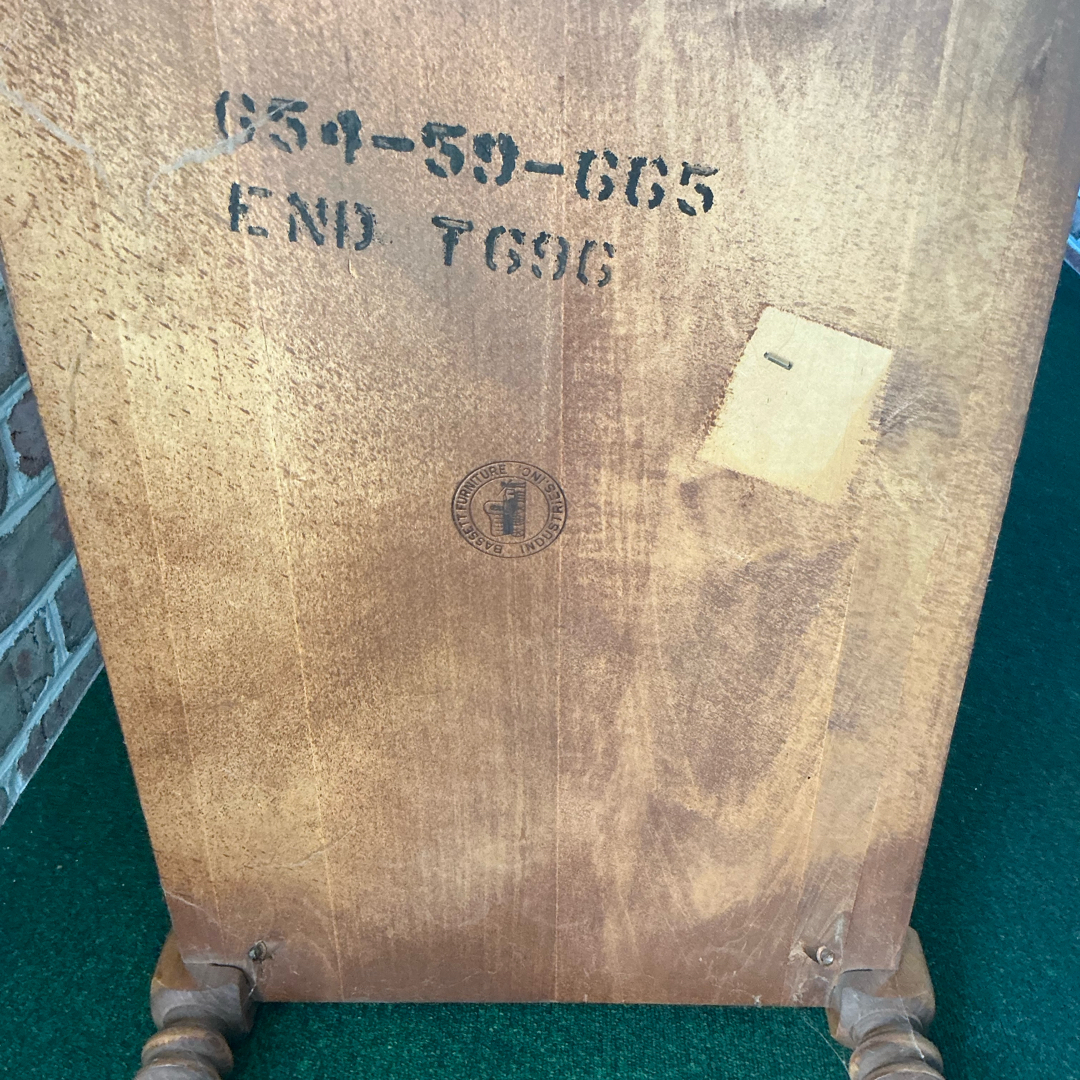 654-59-665
END T696
BASSETT FURNITURE INDUSTRIES, INC.